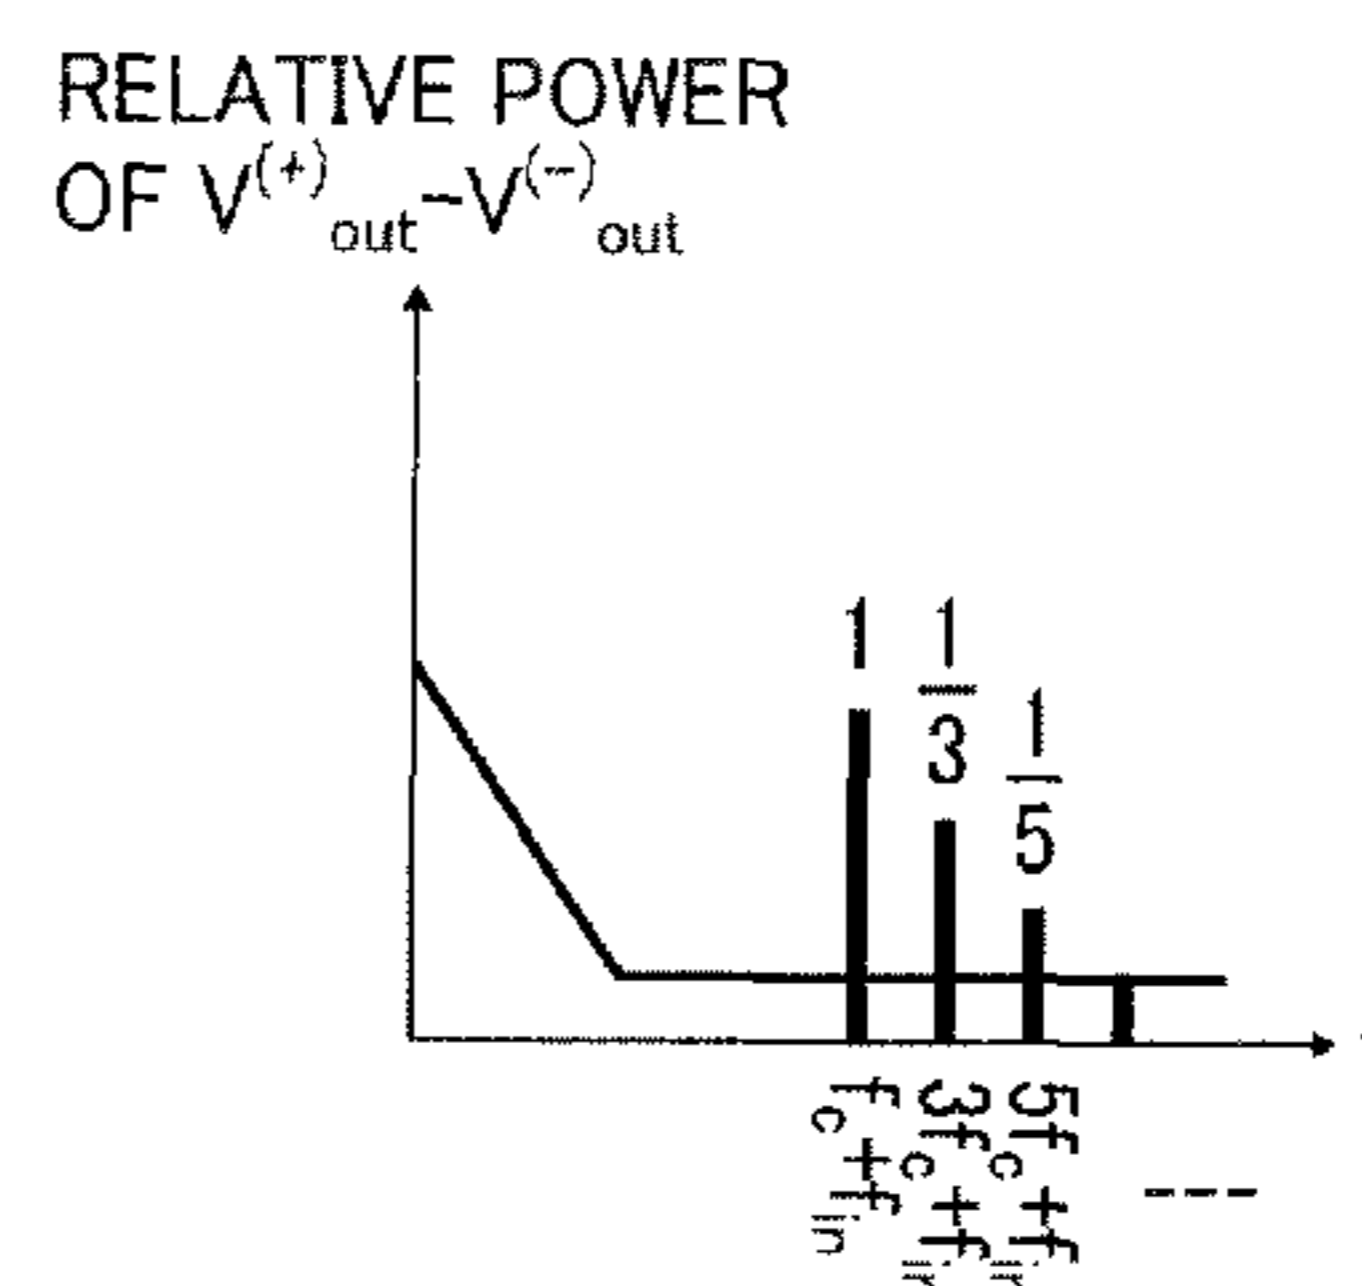 RELATIVE POWER
OF V(+)out-V(-)out
1
1/3
1/5
fc+fin
3fc+fin
5fc+fin
---